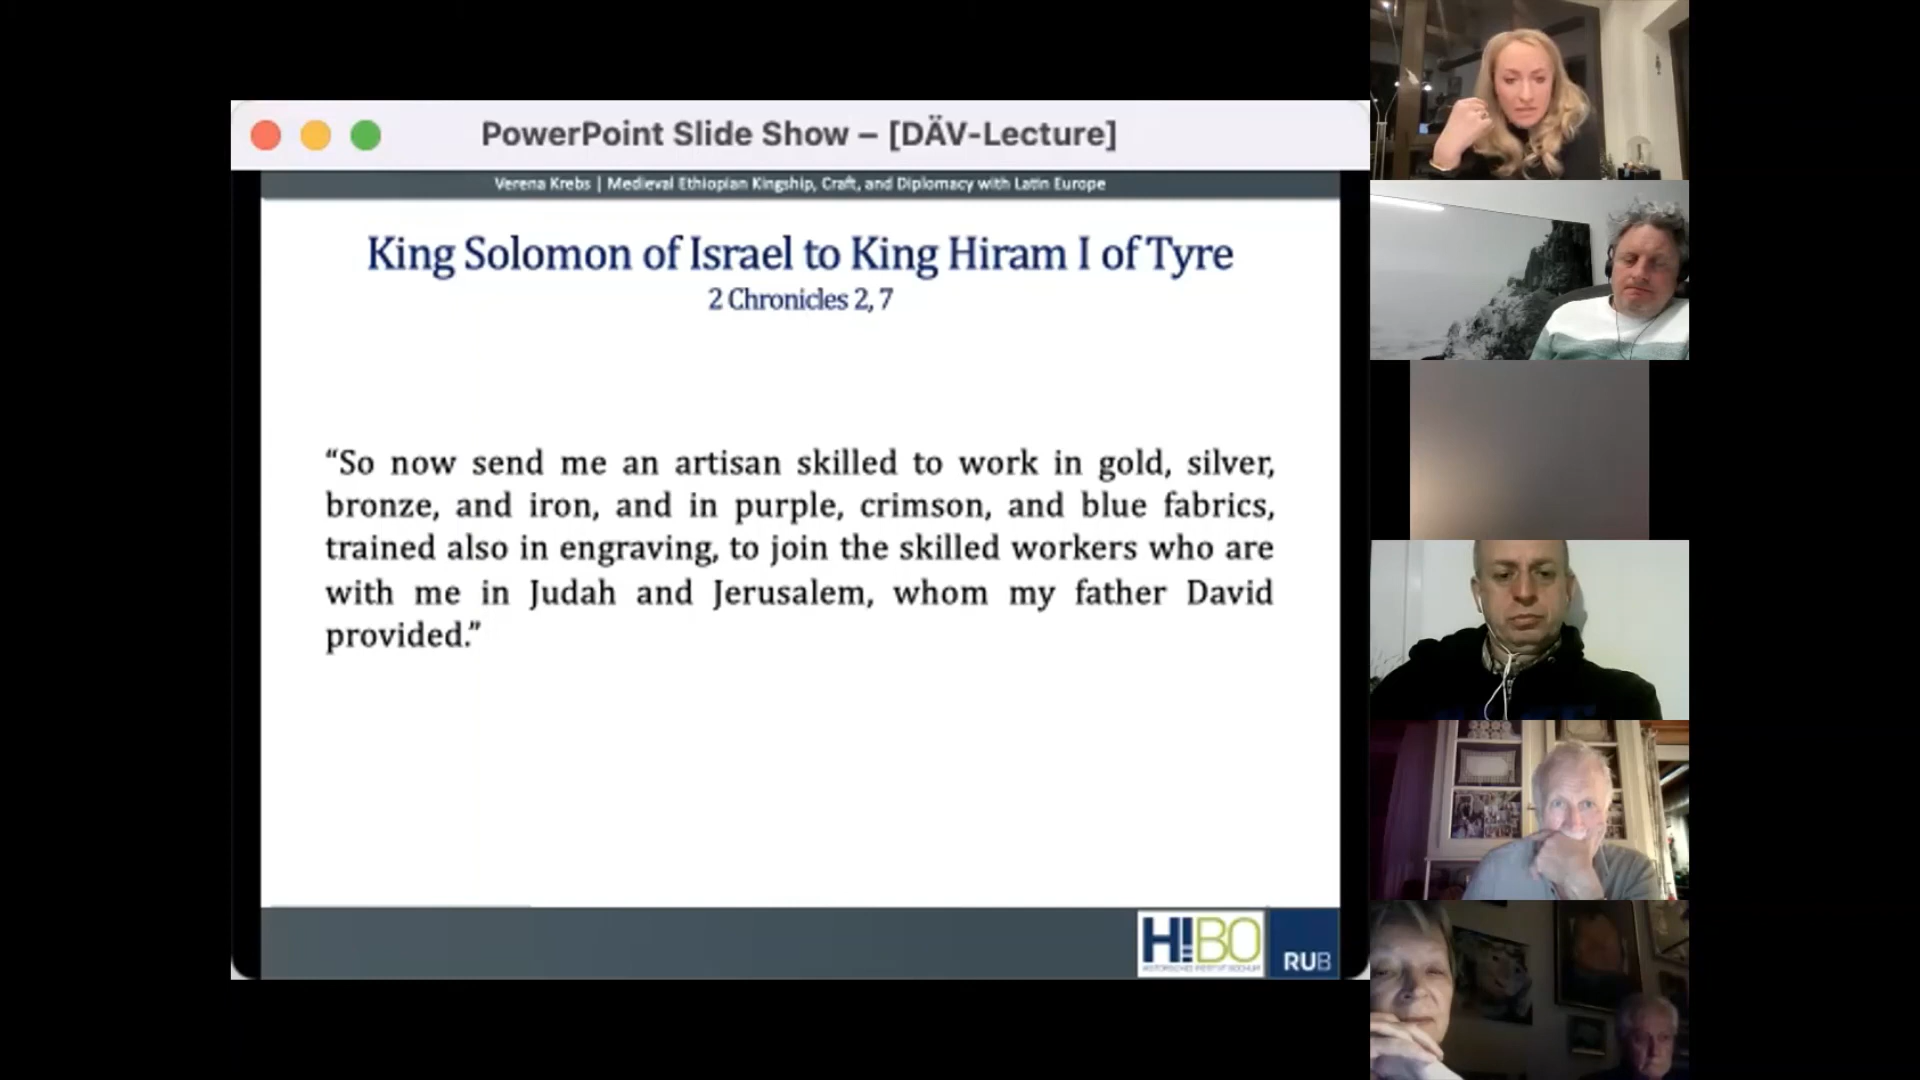 PowerPoint Slide Show – [DÄV-Lecture]
Verena Krebs | Medieval Ethiopian Kingship, Craft, and Diplomacy with Latin Europe
King Solomon of Israel to King Hiram I of Tyre
2 Chronicles 2, 7
“So now send me an artisan skilled to work in gold, silver,
bronze, and iron, and in purple, crimson, and blue fabrics,
trained also in engraving, to join the skilled workers who are
with me in Judah and Jerusalem, whom my father David
provided.”
H!BO
HISTORISCHES INSTITUT BOCHUM
RUB